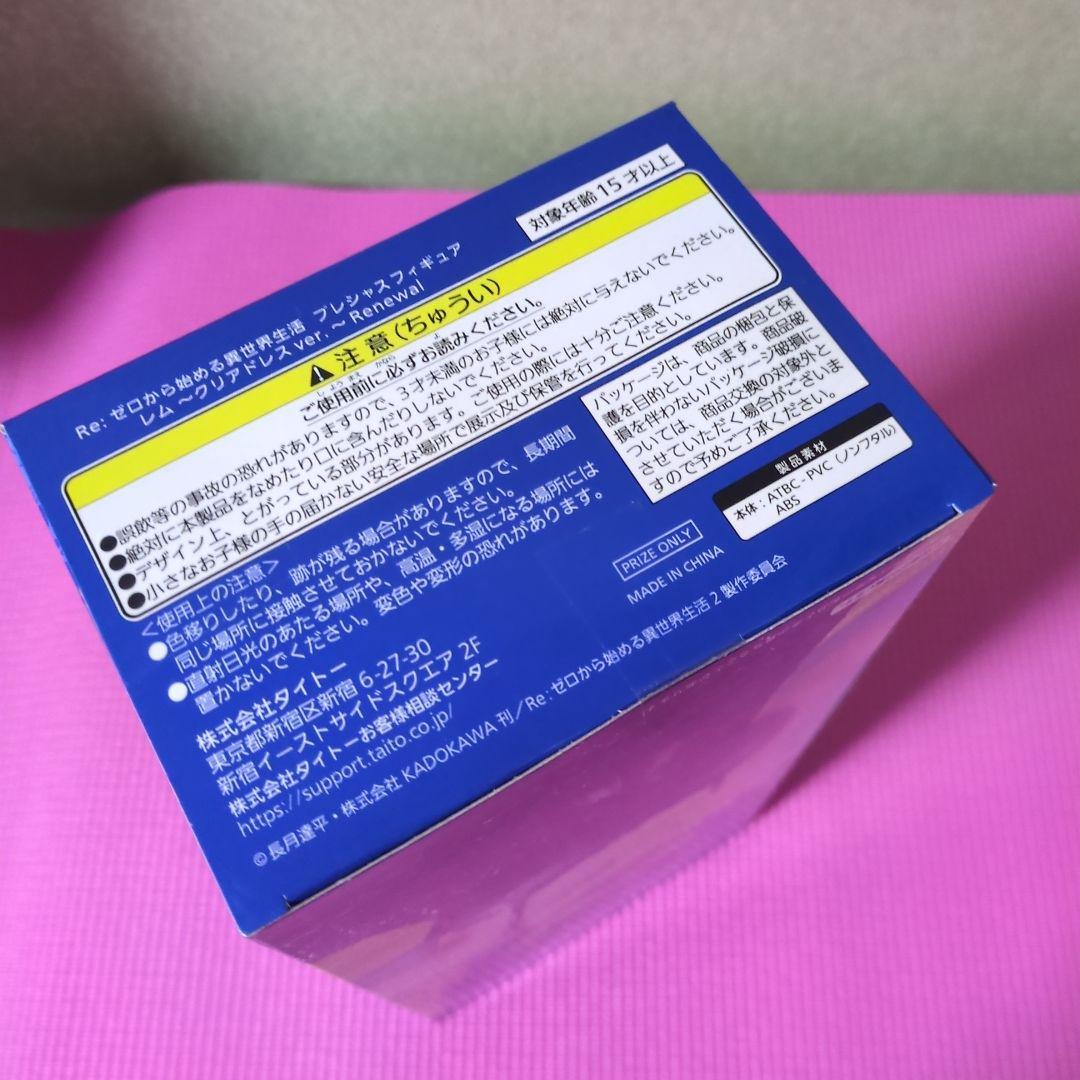 Re:ゼロから始める異世界生活 プレシャスフィギュア
レム ~クリアドレスver.~ Renewal
対象年齢15才以上
注意(ちゅうい)
ご使用前に必ずお読みください。
●誤飲等の事故の恐れがありますので、3才未満のお子様には絶対に与えないでください。
●絶対に本製品をなめたり口に含んだりしないでください。
●デザイン上、とがっている部分があります。ご使用の際には十分ご注意ください。
●小さなお子様の手の届かない安全な場所で展示及び保管を行ってください。
<使用上の注意>
●色移りしたり、跡が残る場合がありますので、長期間
同じ場所に接触させておかないでください。
●直射日光のあたる場所や、高温・多湿になる場所には
置かないでください。変色や変形の恐れがあります。
パッケージは、商品の梱包と保
護を目的としています。商品破
損を伴わないパッケージ破損に
ついては、商品交換の対象外と
させていただく場合がございま
すので予めご了承ください。
製品素材
本体:ATBC-PVC(ノンフタル)
ABS
PRIZE ONLY
MADE IN CHINA
株式会社タイトー
東京都新宿区新宿6-27-30
新宿イーストサイドスクエア 2F
株式会社タイトーお客様相談センター
https://support.taito.co.jp/
©長月達平・株式会社KADOKAWA刊/Re:ゼロから始める異世界生活2製作委員会